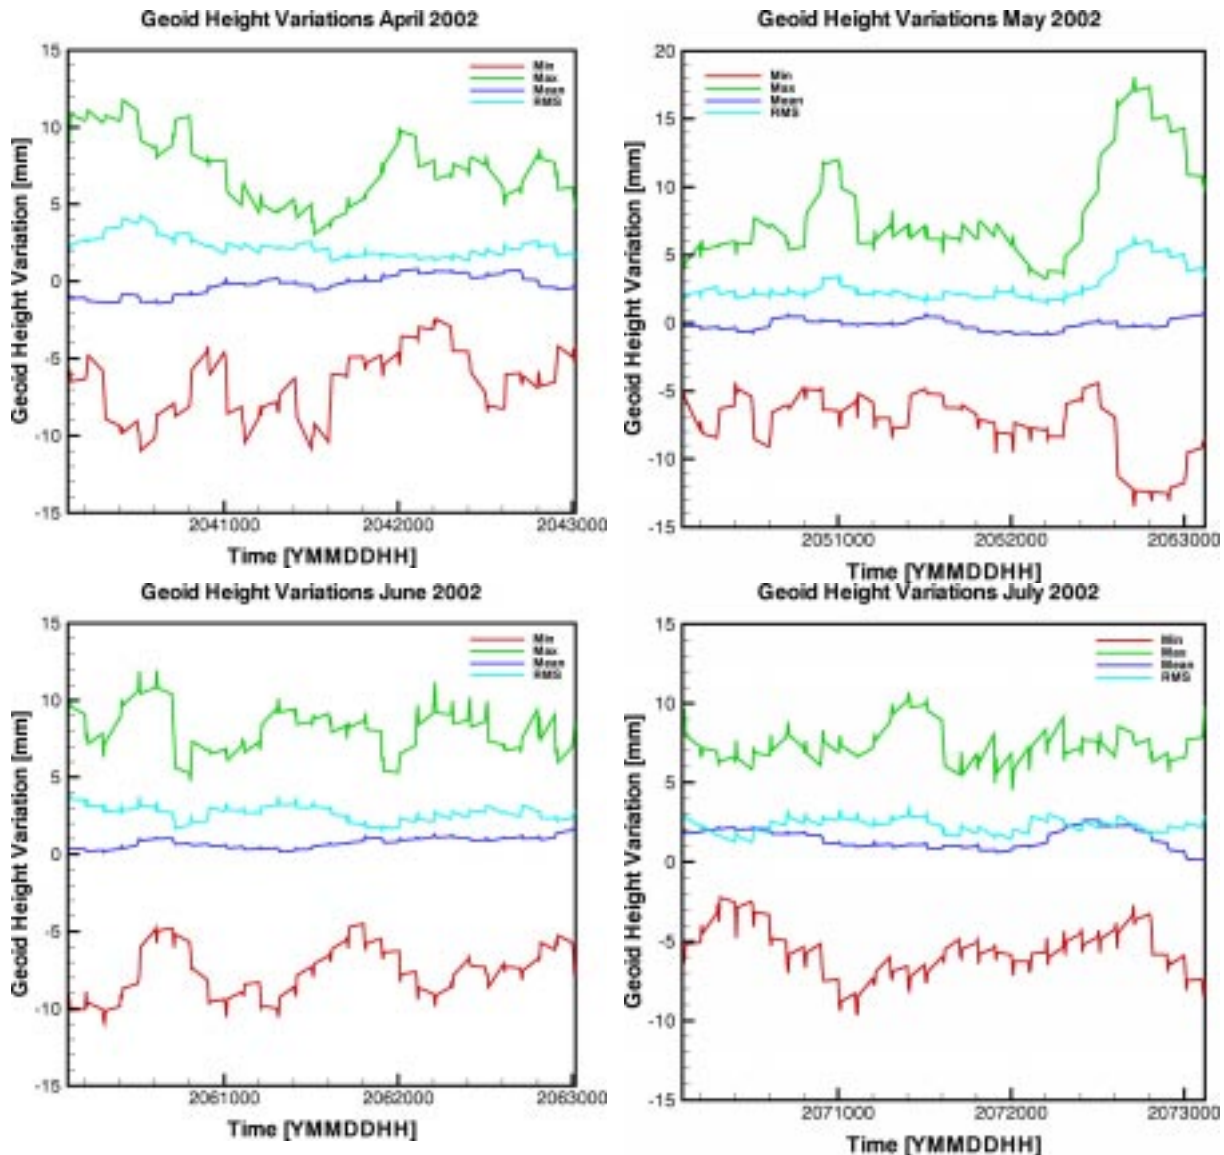 Geoid Height Variations April 2002
15
10
5
0
-5
-10
-15
Geoid Height Variation [mm]
Min
Max
Mean
RMS
2041000
2042000
2043000
Time [YMMDDHH]
Geoid Height Variations May 2002
20
15
10
5
0
-5
-10
-15
Geoid Height Variation [mm]
Min
Max
Mean
RMS
2051000
2052000
2053000
Time [YMMDDHH]
Geoid Height Variations June 2002
15
10
5
0
-5
-10
-15
Geoid Height Variation [mm]
Min
Max
Mean
RMS
2061000
2062000
2063000
Time [YMMDDHH]
Geoid Height Variations July 2002
15
10
5
0
-5
-10
-15
Geoid Height Variation [mm]
Min
Max
Mean
RMS
2071000
2072000
2073000
Time [YMMDDHH]